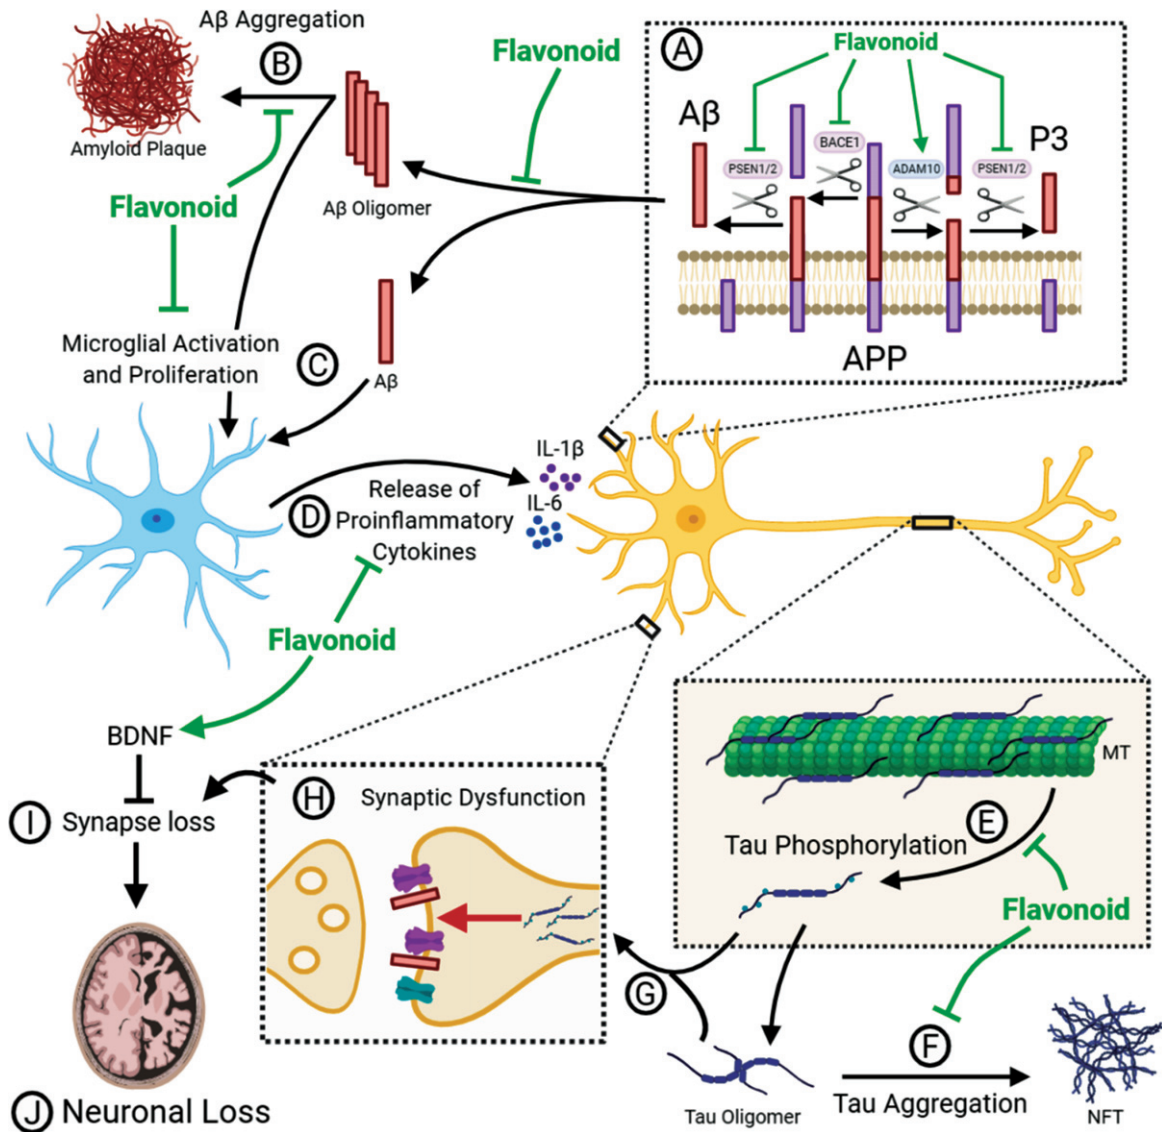 Aβ Aggregation
B
Amyloid Plaque
Flavonoid
Aβ Oligomer
Flavonoid
A
Flavonoid
Aβ
PSEN1/2
BACE1
ADAM10
PSEN1/2
P3
APP
Flavonoid
Microglial Activation
and Proliferation
C
Aβ
D
Release of
Proinflammatory
Cytokines
IL-1β
IL-6
Flavonoid
BDNF
I
Synapse loss
J
Neuronal Loss
H
Synaptic Dysfunction
MT
E
Tau Phosphorylation
Flavonoid
G
Tau Oligomer
F
Tau Aggregation
NFT